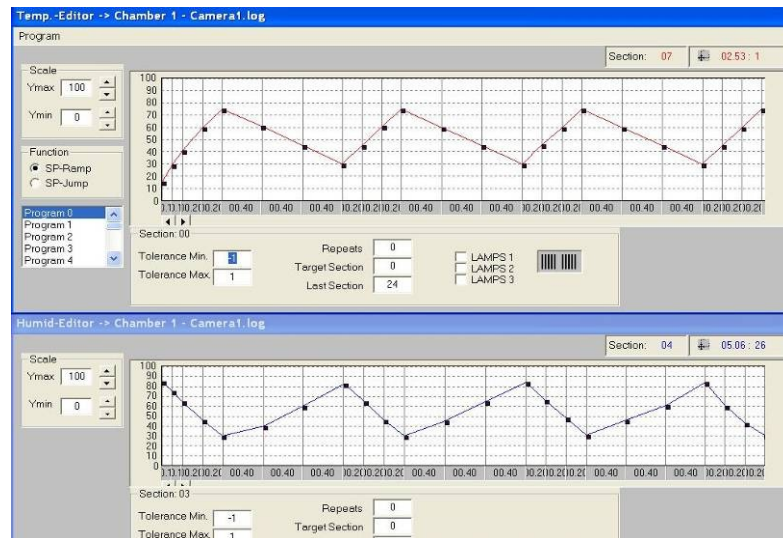 Temp.-Editor -> Chamber 1 - Camera1.log
Program
Section: 07 02.53 : 1
Scale
Ymax 100
Ymin 0
Function
SP-Ramp
SP-Jump
Program 0
Program 1
Program 2
Program 3
Program 4
100
90
80
70
60
50
40
30
20
10
0
00.40 00.40 00.40 00.40 00.40 00.40 00.40 00.40 00.40
Section: 00
Tolerance Min. -1
Tolerance Max. 1
Repeats 0
Target Section 0
Last Section 24
LAMPS 1
LAMPS 2
LAMPS 3
Humid-Editor -> Chamber 1 - Camera1.log
Section: 04 05.06 : 26
Scale
Ymax 100
Ymin 0
100
90
80
70
60
50
40
30
20
10
0
00.40 00.40 00.40 00.40 00.40 00.40 00.40 00.40 00.40
Section: 03
Tolerance Min. -1
Tolerance Max. 1
Repeats 0
Target Section 0